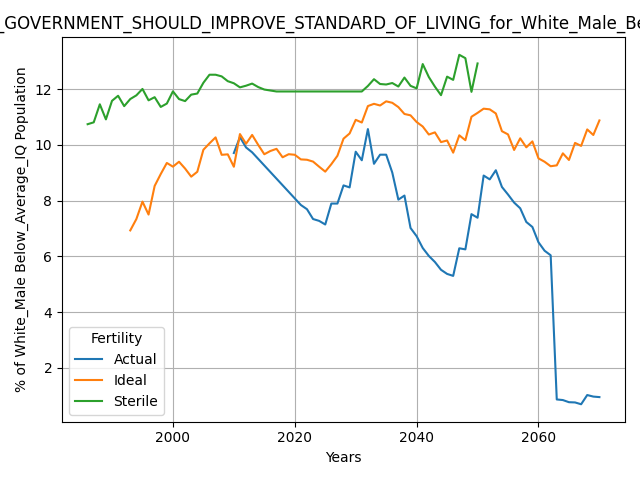 _GOVERNMENT_SHOULD_IMPROVE_STANDARD_OF_LIVING_for_White_Male_Be
% of White_Male Below_Average_IQ Population
12
10
8
6
4
2
Fertility
Actual
Ideal
Sterile
2000
2020
2040
2060
Years